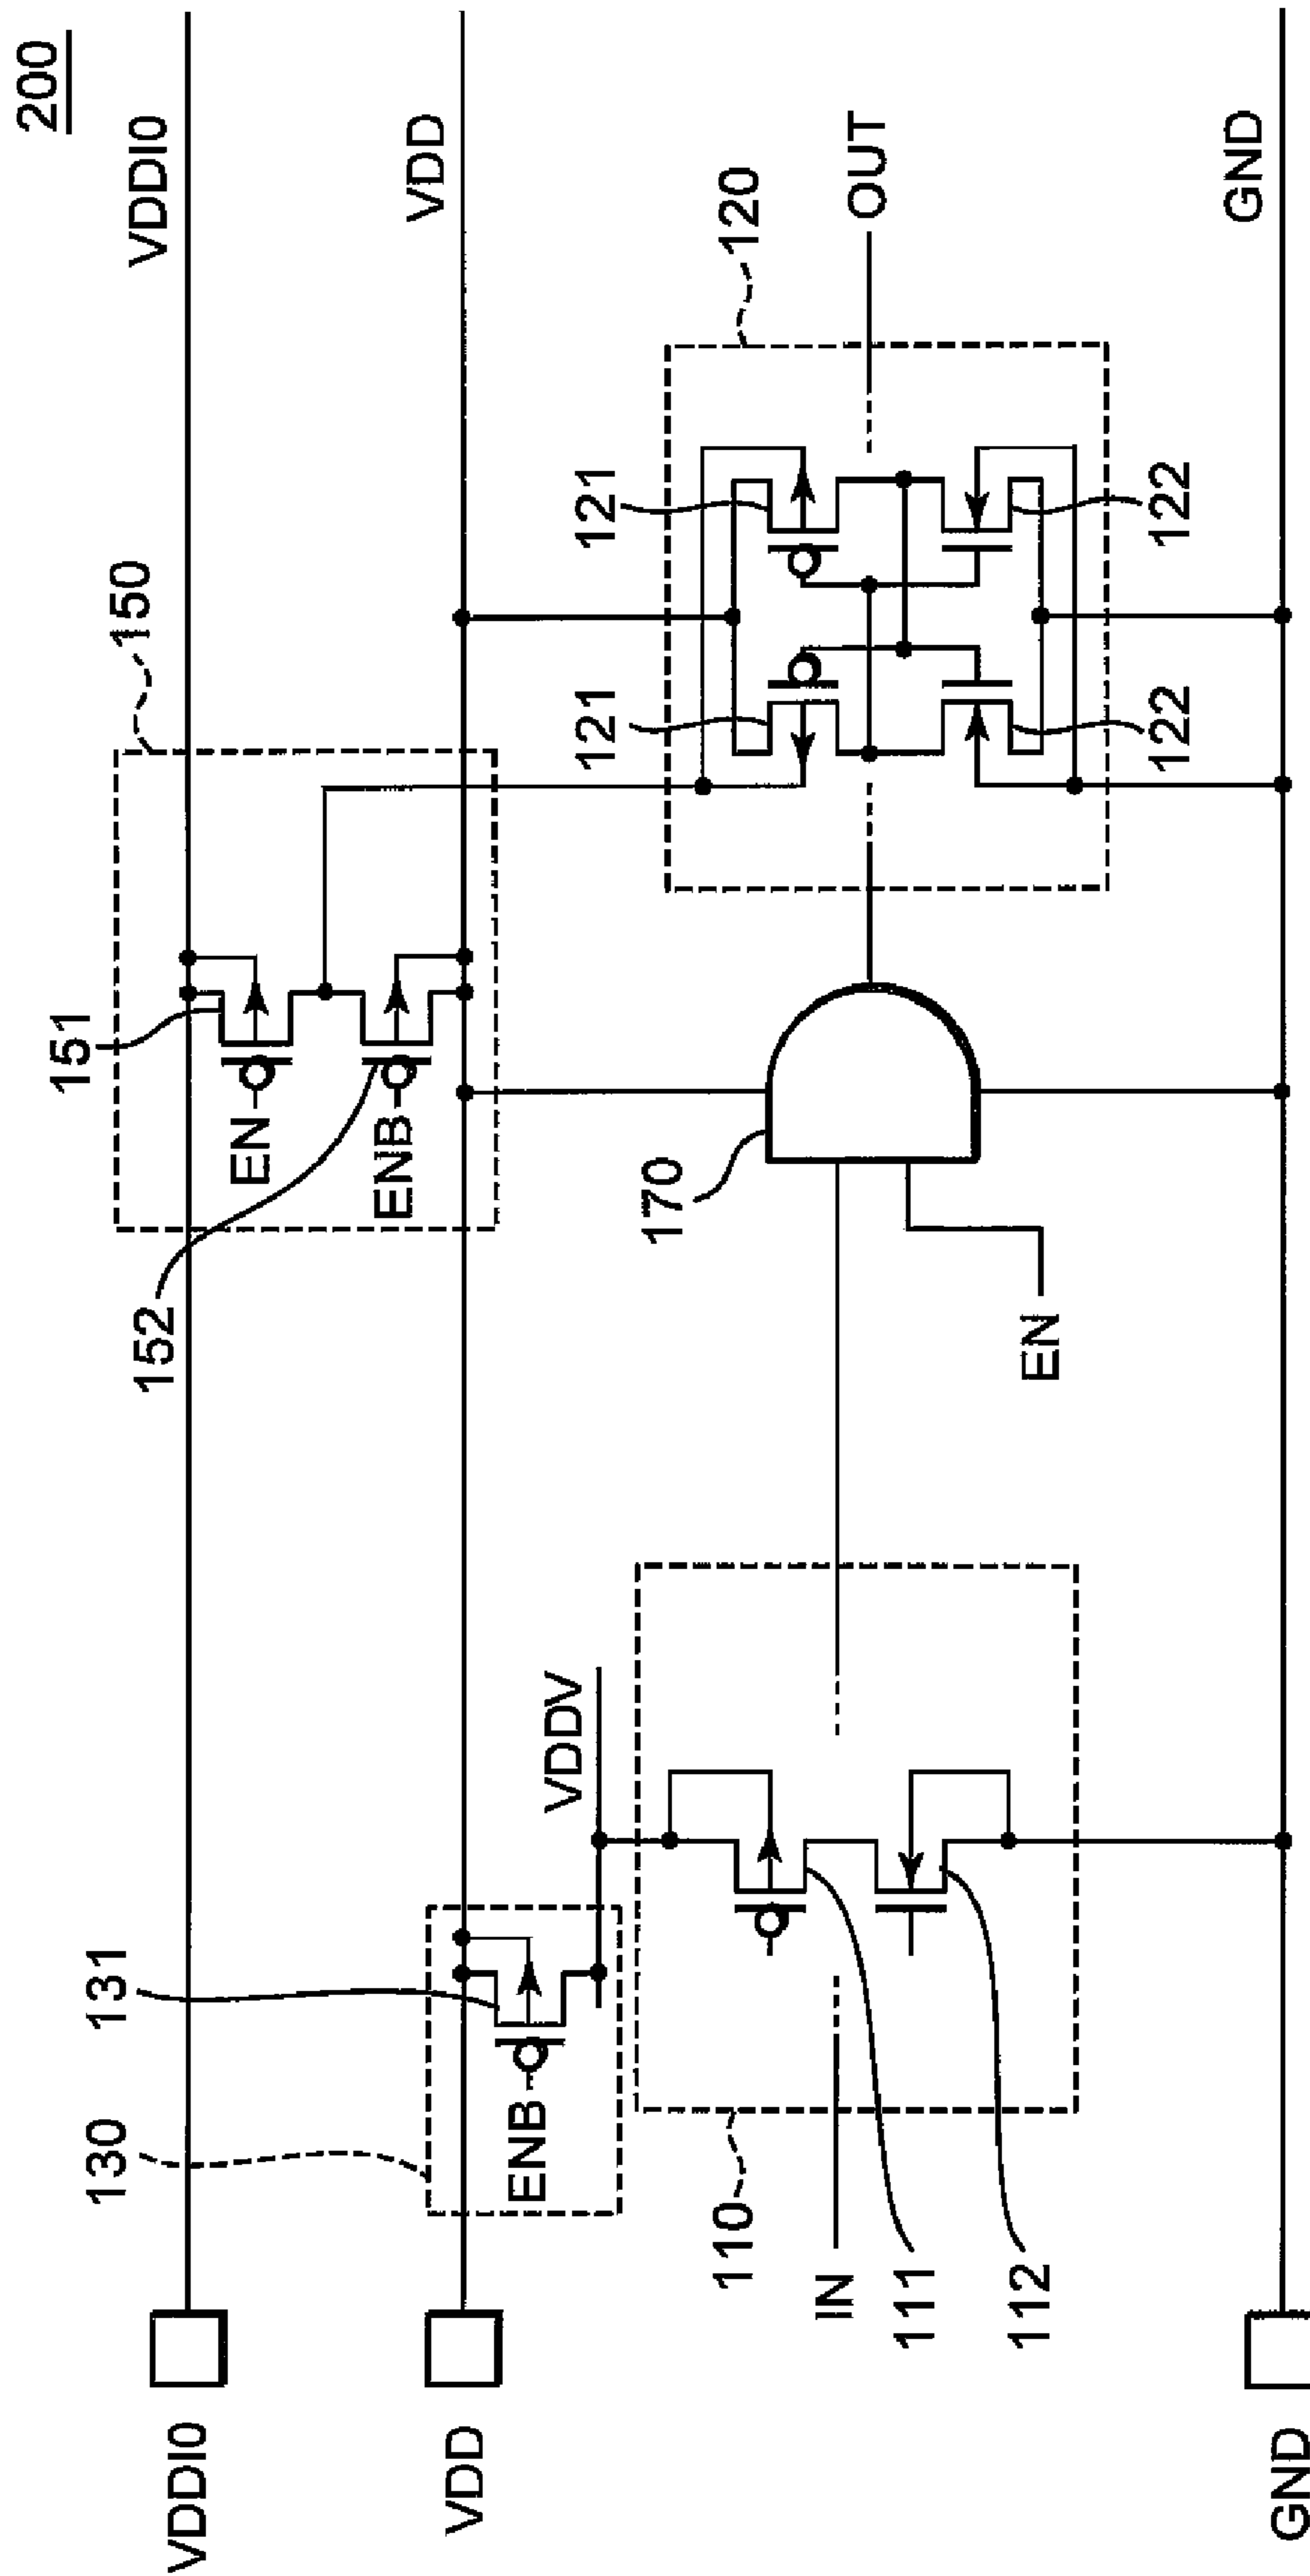 200
VDDI0
VDDI0
VDD
VDD
GND
GND
150
151
EN
ENB
152
130
131
ENB
VDDV
110
IN
111
112
170
EN
120
121
121
122
122
OUT